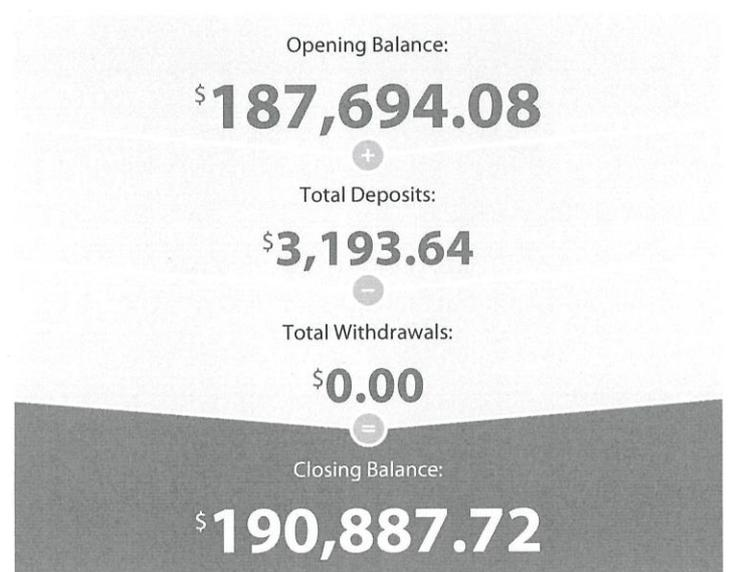 Opening Balance:
$187,694.08
+
Total Deposits:
$3,193.64
−
Total Withdrawals:
$0.00
=
Closing Balance:
$190,887.72